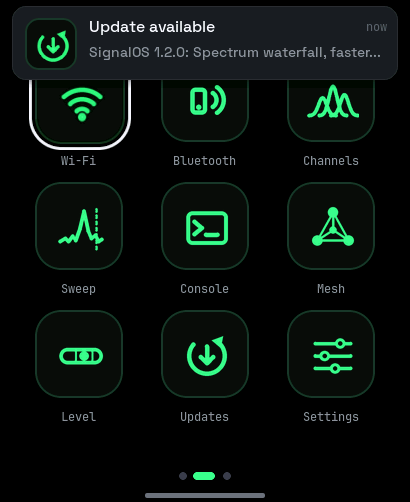 Update available
now
SignalOS 1.2.0: Spectrum waterfall, faster...
Wi-Fi
Bluetooth
Channels
Sweep
Console
Mesh
Level
Updates
Settings